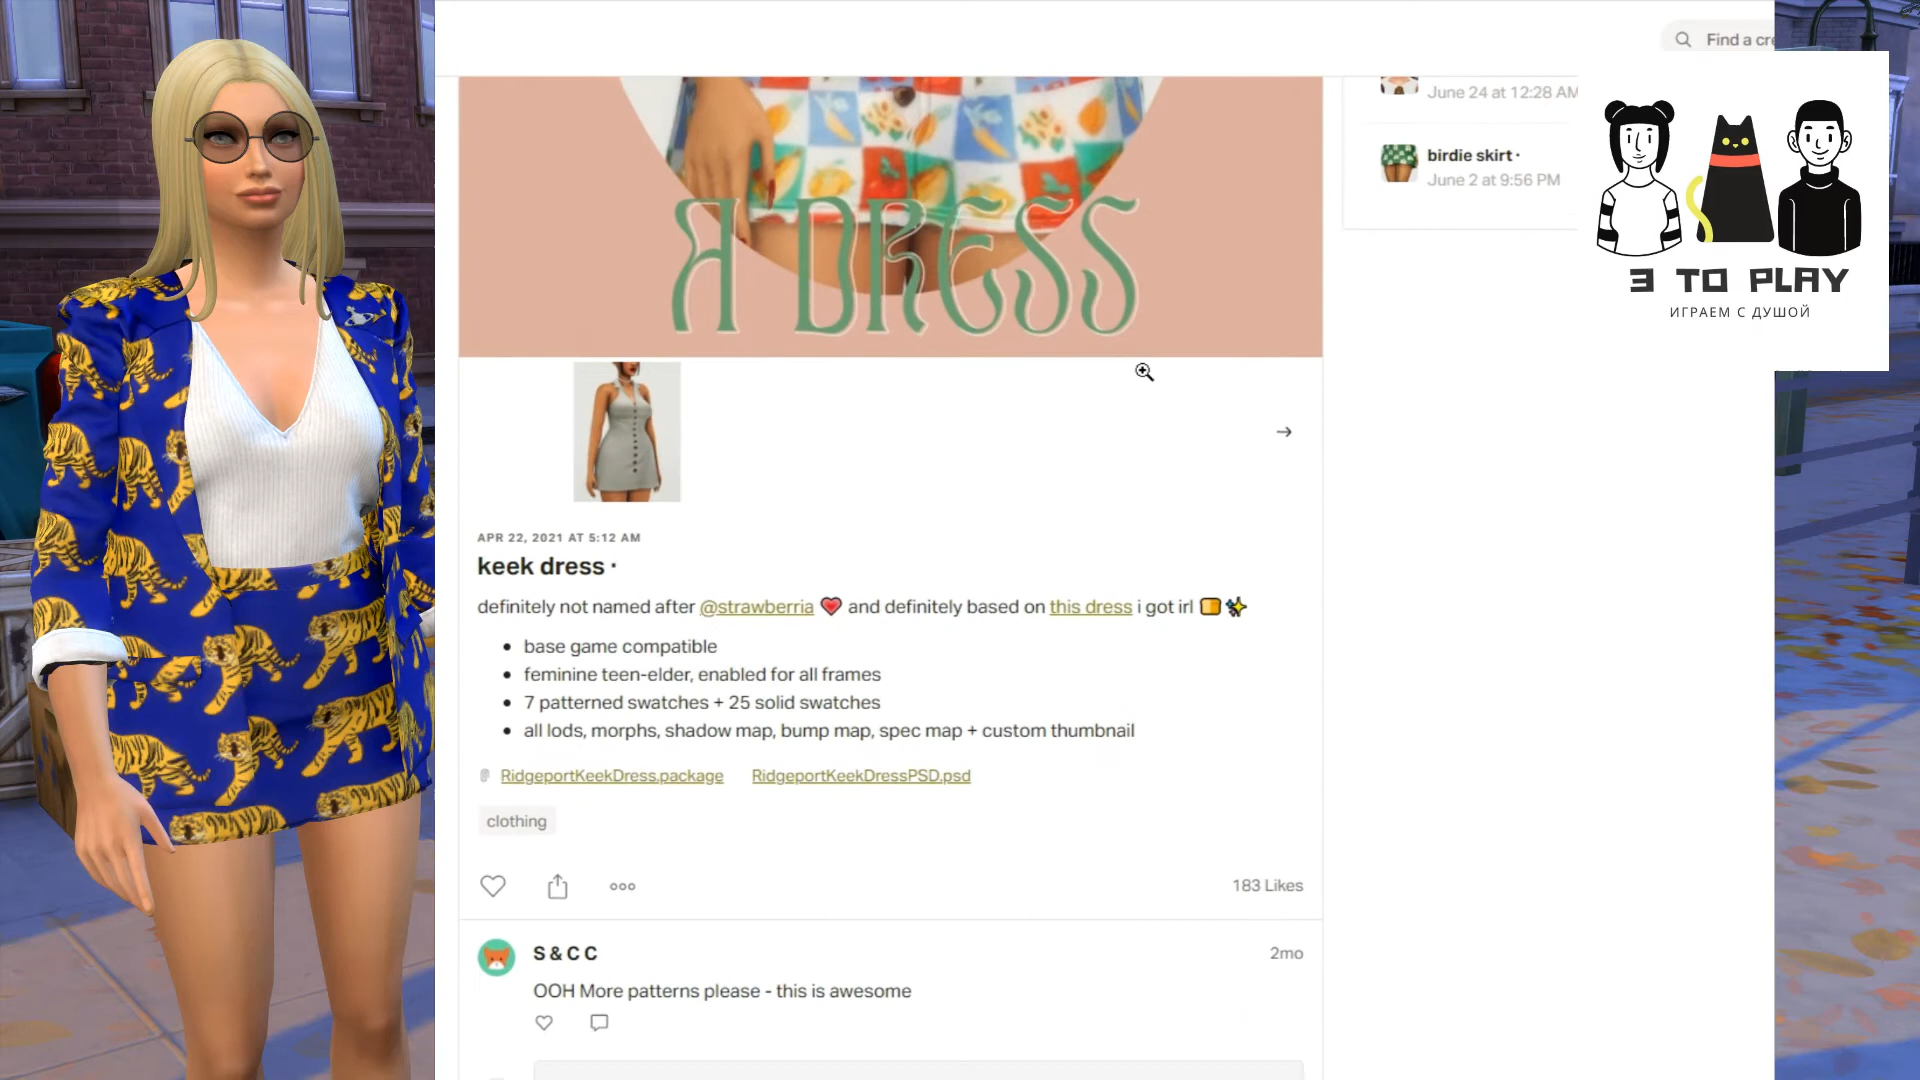 Find a cre
June 24 at 12:28 AM
birdie skirt ·
June 2 at 9:56 PM
3 TO PLAY
ИГРАЕМ С ДУШОЙ
A DRESS
APR 22, 2021 AT 5:12 AM
keek dress ·
definitely not named after @strawberria ❤️ and definitely based on this dress i got irl 🍞✨
• base game compatible
• feminine teen-elder, enabled for all frames
• 7 patterned swatches + 25 solid swatches
• all lods, morphs, shadow map, bump map, spec map + custom thumbnail
RidgeportKeekDress.package RidgeportKeekDressPSD.psd
clothing
183 Likes
S & C C
2mo
OOH More patterns please - this is awesome